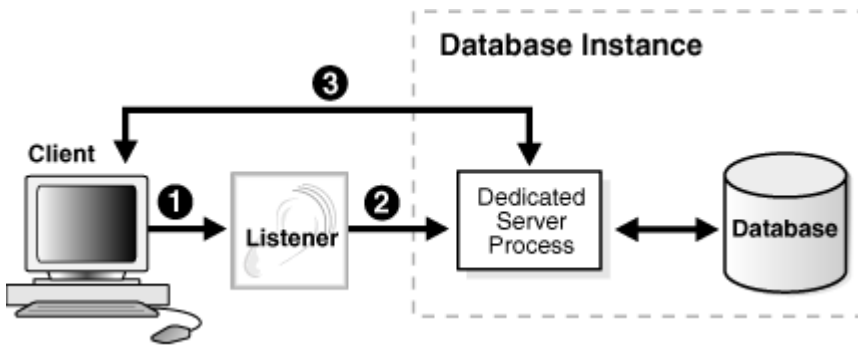 Database Instance
3
Client
1
Listener
2
Dedicated
Server
Process
Database